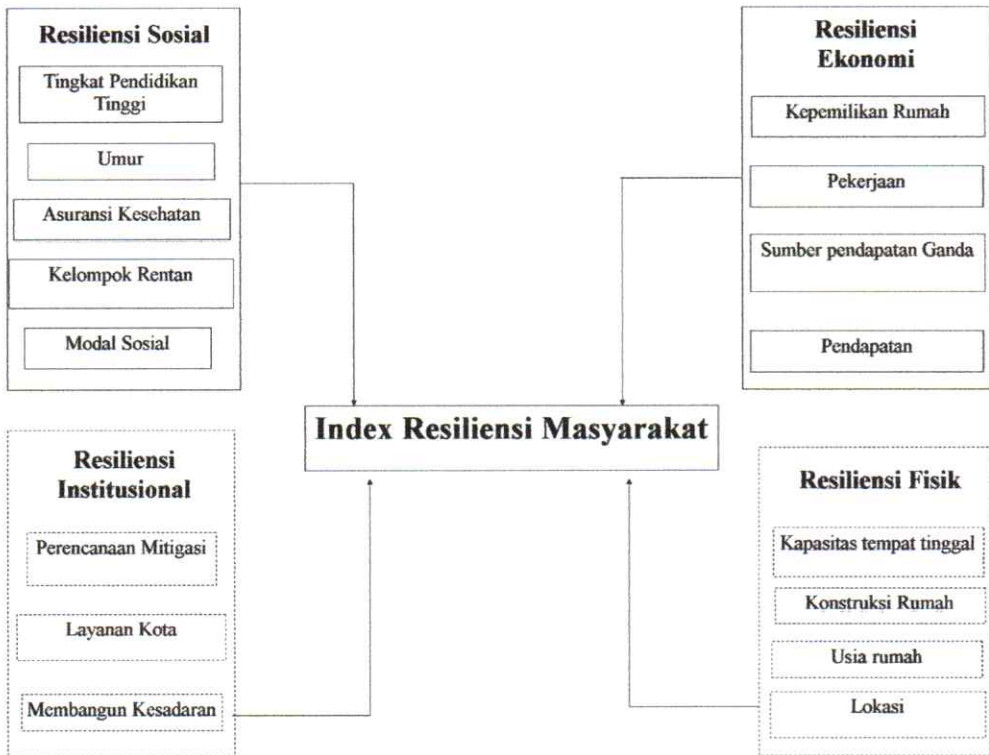 Resiliensi Sosial
Tingkat Pendidikan
Tinggi
Umur
Asuransi Kesehatan
Kelompok Rentan
Modal Sosial
Resiliensi
Ekonomi
Kepemilikan Rumah
Pekerjaan
Sumber pendapatan Ganda
Pendapatan
Index Resiliensi Masyarakat
Resiliensi
Institusional
Perencanaan Mitigasi
Layanan Kota
Membangun Kesadaran
Resiliensi Fisik
Kapasitas tempat tinggal
Konstruksi Rumah
Usia rumah
Lokasi